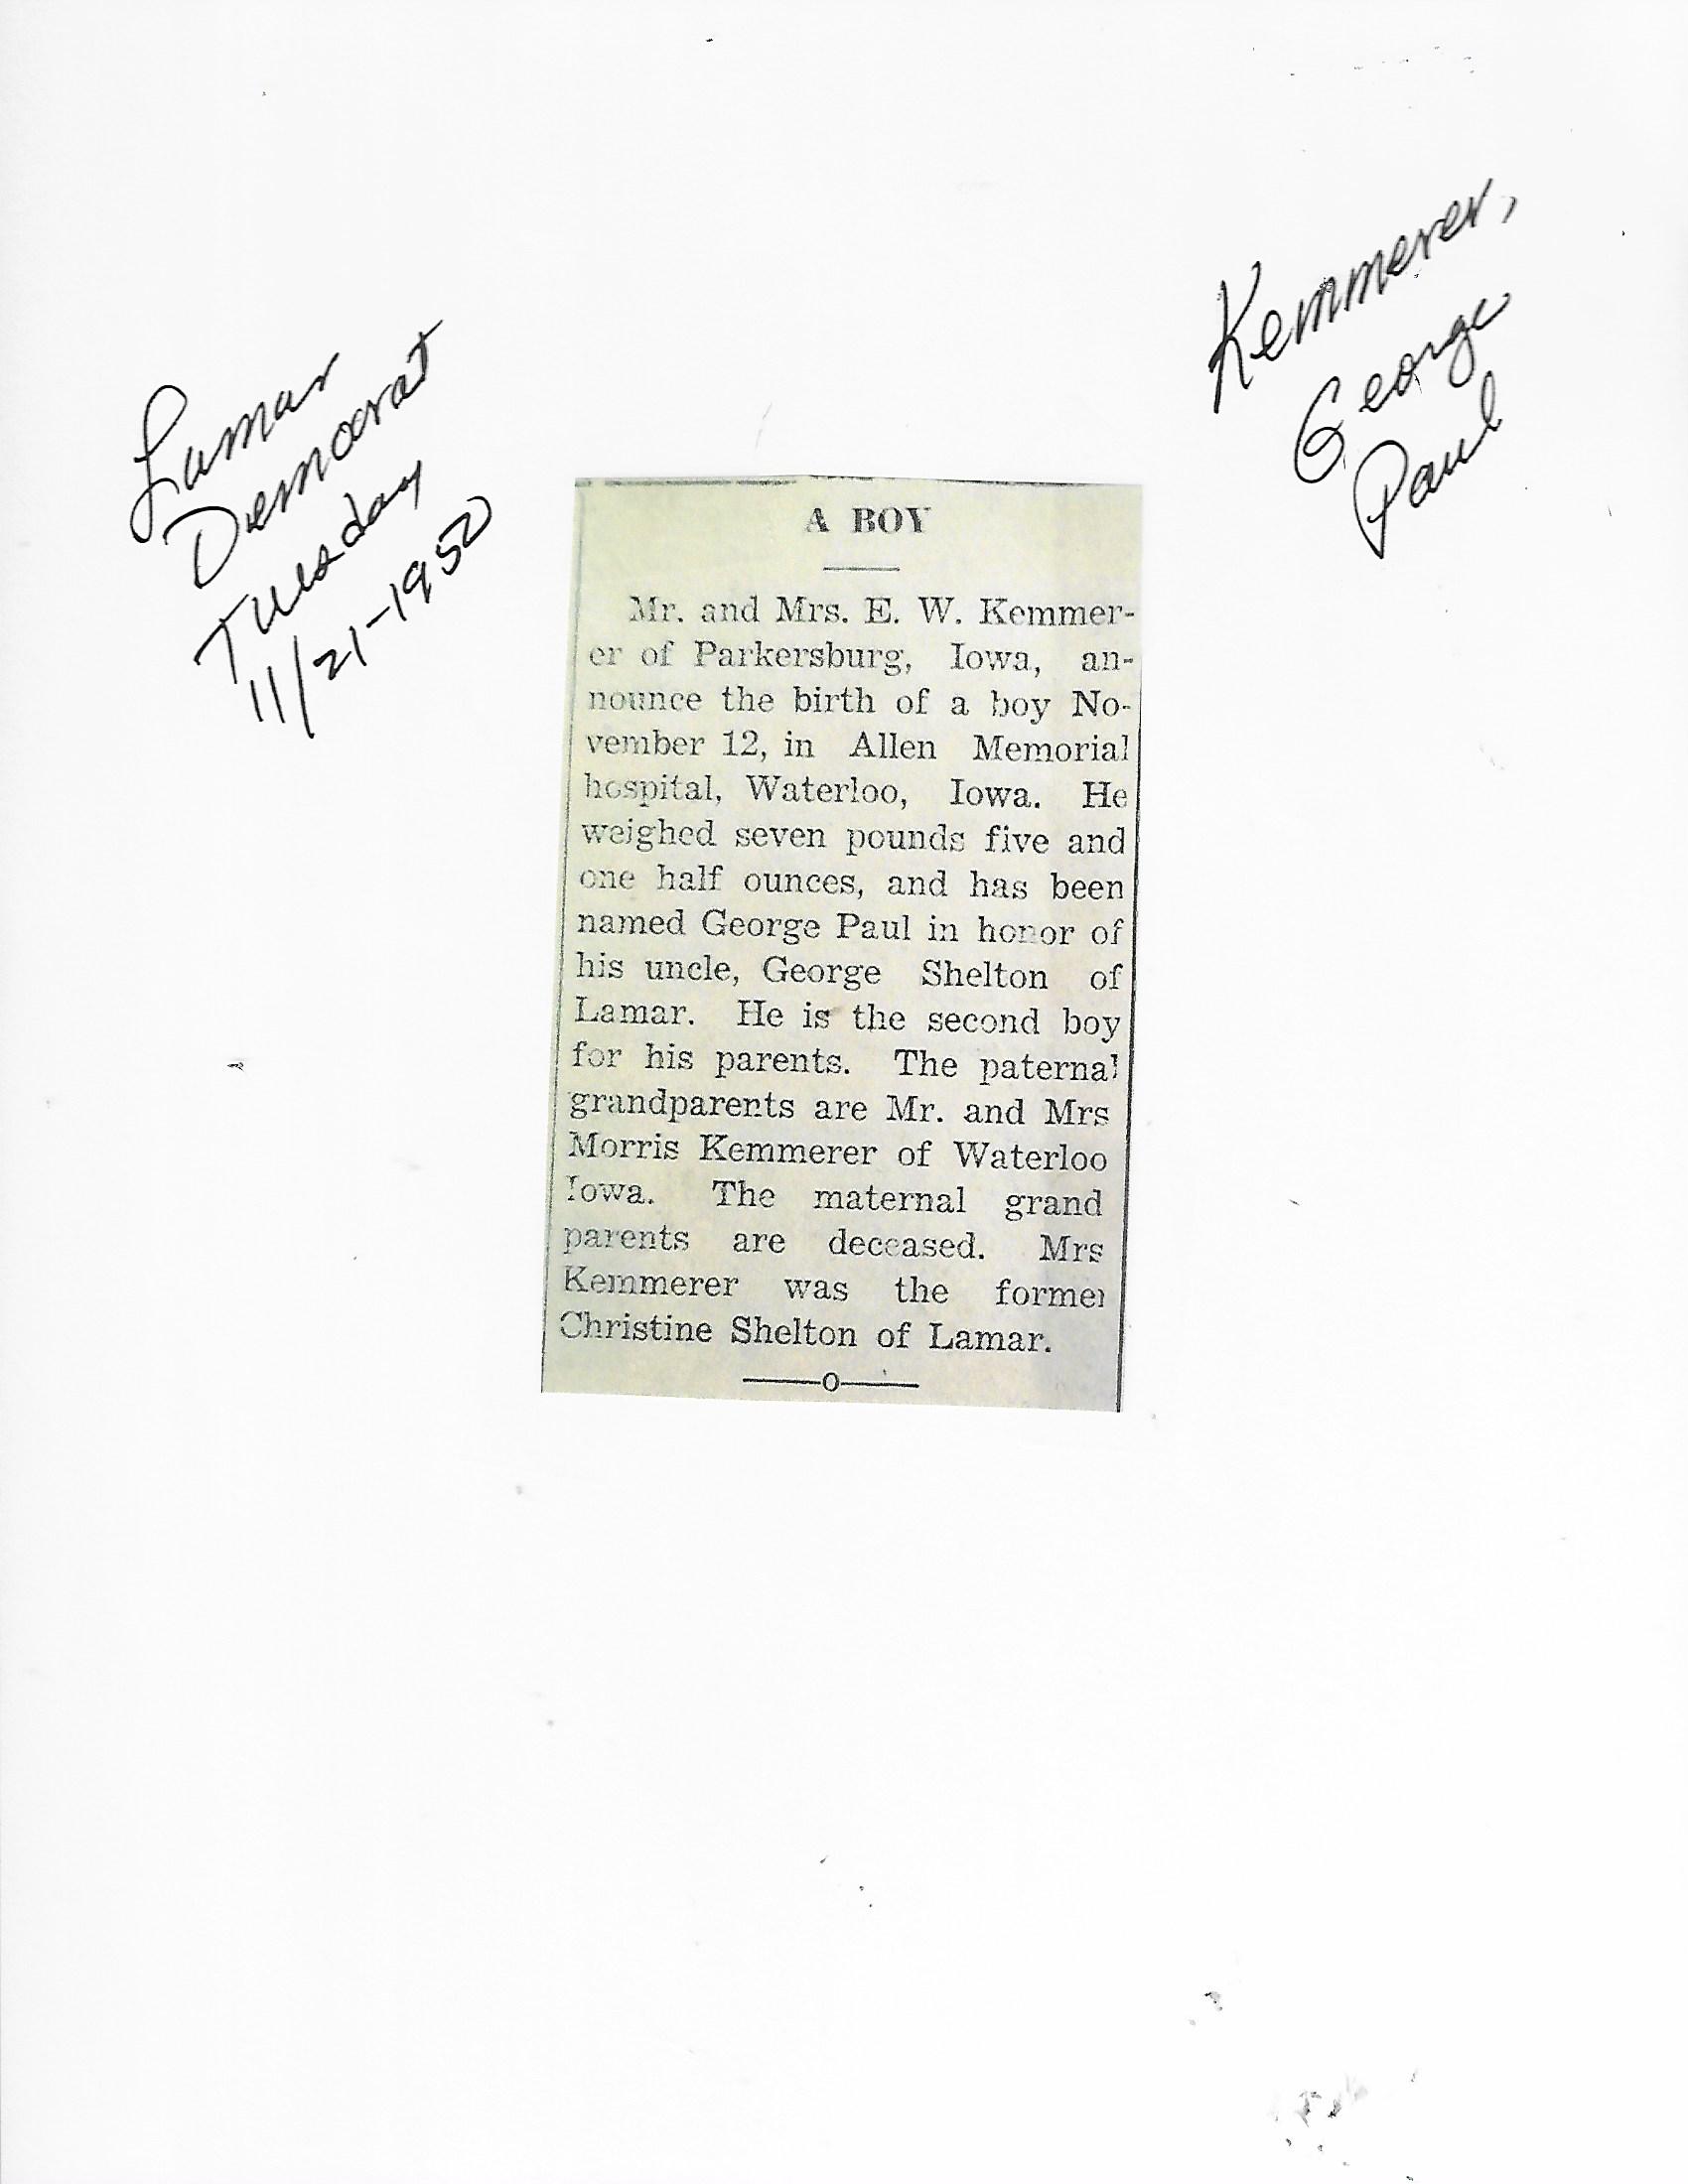 Kemmerer,
George
Paul
Lamar
Democrat
Tuesday
11/21-1950
A BOY
Mr. and Mrs. E. W. Kemmer-
er of Parkersburg, Iowa, an-
nounce the birth of a boy No-
vember 12, in Allen Memorial
hospital, Waterloo, Iowa. He
weighed seven pounds five and
one half ounces, and has been
named George Paul in honor of
his uncle, George Shelton of
Lamar. He is the second boy
for his parents. The paternal
grandparents are Mr. and Mrs
Morris Kemmerer of Waterloo
Iowa. The maternal grand
parents are deceased. Mrs
Kemmerer was the former
Christine Shelton of Lamar.
—o—